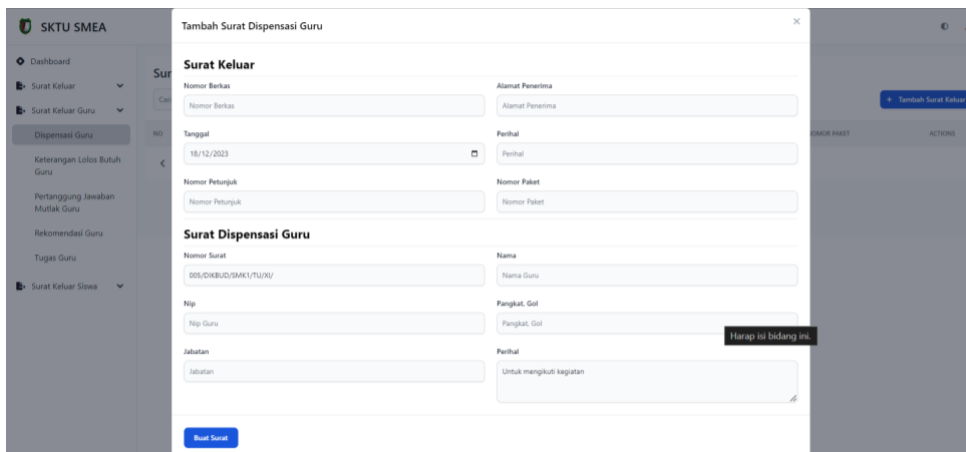 SKTU SMEA
Dashboard
Surat Keluar
Surat Keluar Guru
Dispensasi Guru
Keterangan Lolos Butuh
Guru
Pertanggung Jawaban
Mutlak Guru
Rekomendasi Guru
Tugas Guru
Surat Keluar Siswa
Sur
Cari
NO
NOMOR PAKET
ACTIONS
+ Tambah Surat Keluar
Tambah Surat Dispensasi Guru
Surat Keluar
Nomor Berkas
Alamat Penerima
Nomor Berkas
Alamat Penerima
Tanggal
Perihal
18/12/2023
Perihal
Nomor Petunjuk
Nomor Paket
Nomor Petunjuk
Nomor Paket
Surat Dispensasi Guru
Nomor Surat
Nama
005/DIKBUD/SMK1/TU/XI/
Nama Guru
Nip
Pangkat, Gol
Nip Guru
Pangkat, Gol
Harap isi bidang ini.
Jabatan
Perihal
Jabatan
Untuk mengikuti kegiatan
Buat Surat